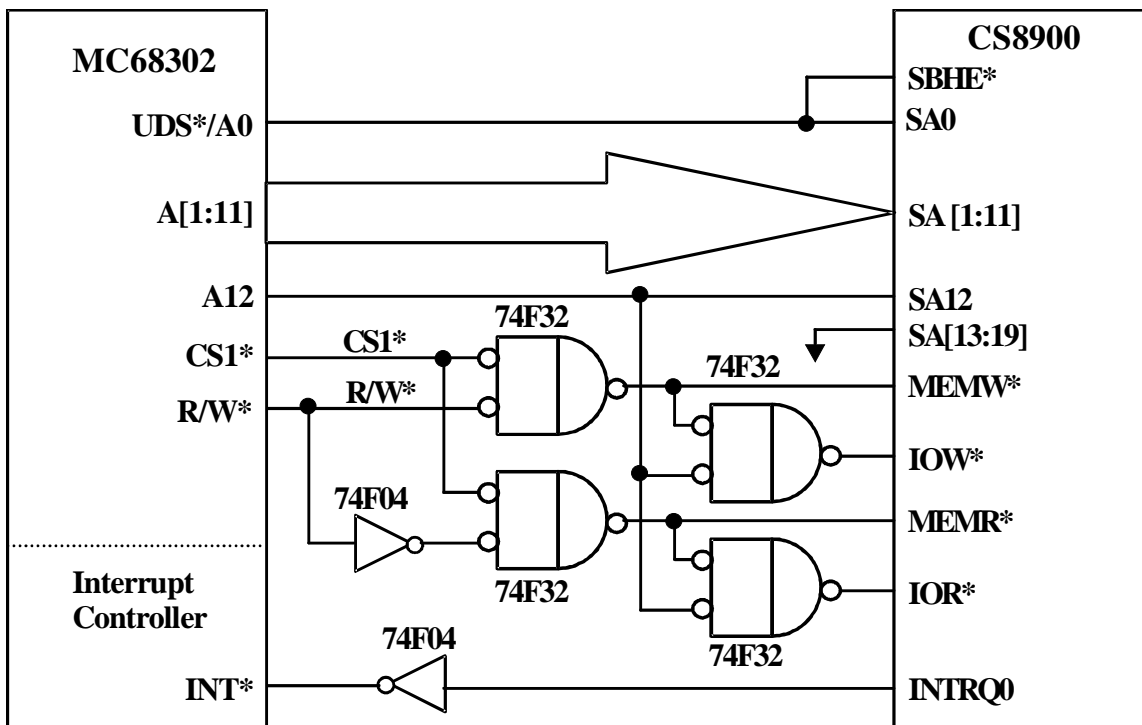 MC68302
CS8900
SBHE*
UDS*/A0
SA0
A[1:11]
SA [1:11]
A12
SA12
74F32
SA[13:19]
CS1*
CS1*
74F32
MEMW*
R/W*
R/W*
IOW*
74F04
MEMR*
Interrupt
Controller
74F32
IOR*
74F04
74F32
INT*
INTRQ0